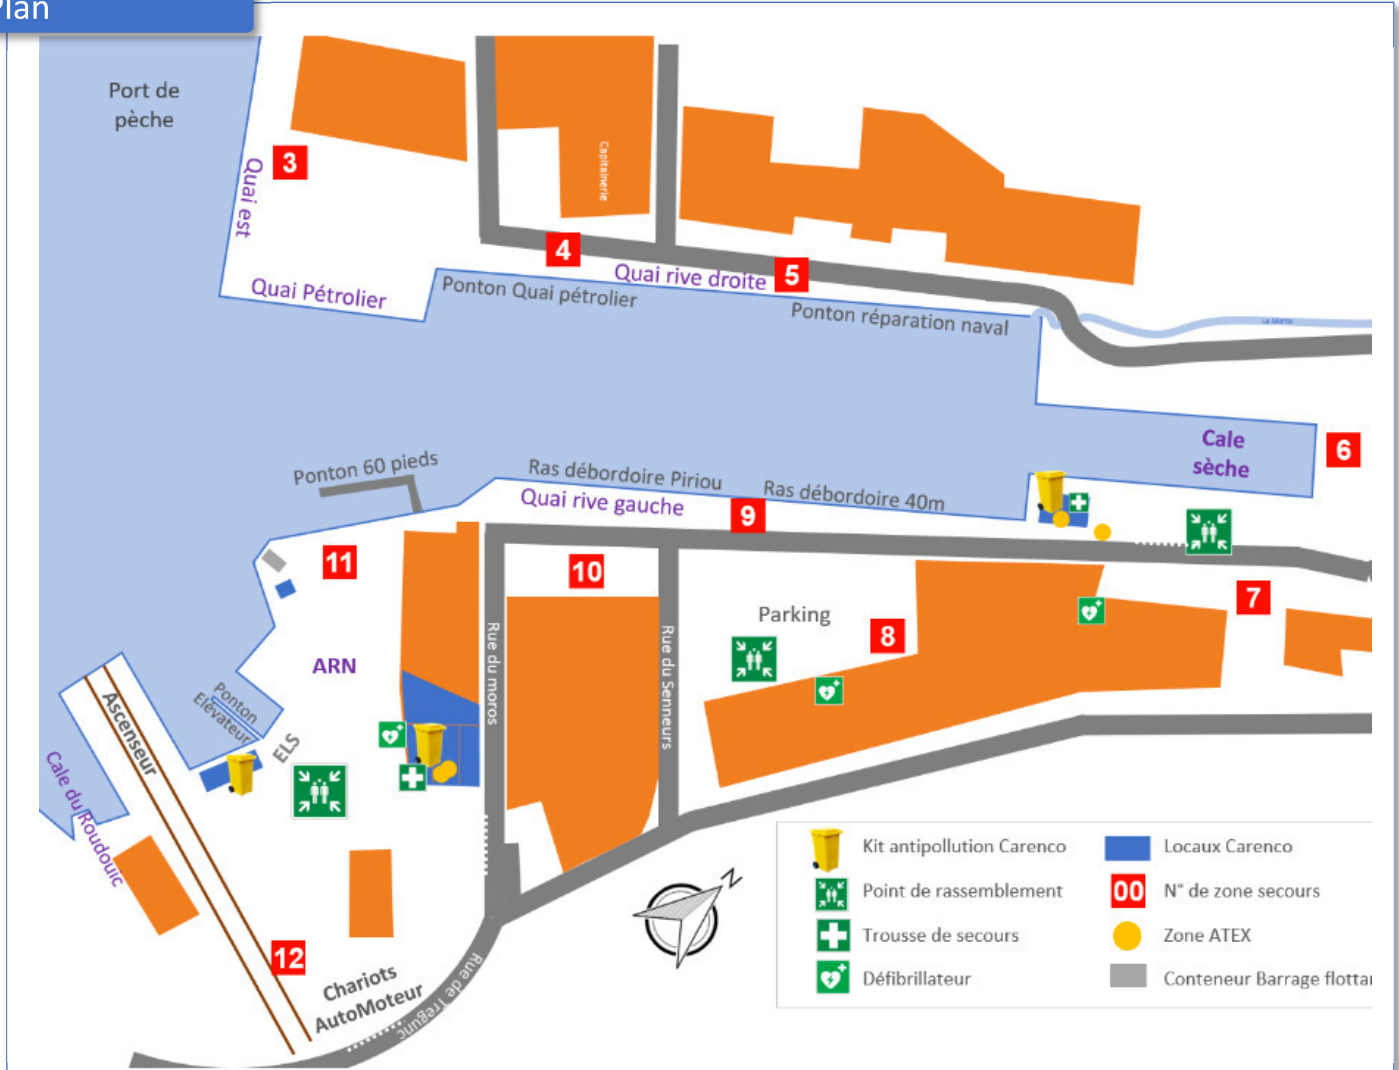 Plan
Port de
pèche
3
Quai est
Capitainerie
4
Quai rive droite
5
Quai Pétrolier
Ponton Quai pétrolier
Ponton réparation naval
Cale
sèche
6
Ponton 60 pieds
Ras débordoire Piriou
Ras débordoire 40m
Quai rive gauche
9
11
10
7
Parking
8
ARN
Rue du moros
Rue du Senneurs
Ponton
Elévateur
ELS
Ascenseur
Cale du Roudouic
12
Chariots
AutoMoteur
Rue de Trégunc
N
Kit antipollution Carenco
Locaux Carenco
Point de rassemblement
00
N° de zone secours
Trousse de secours
Zone ATEX
Défibrillateur
Conteneur Barrage flotta